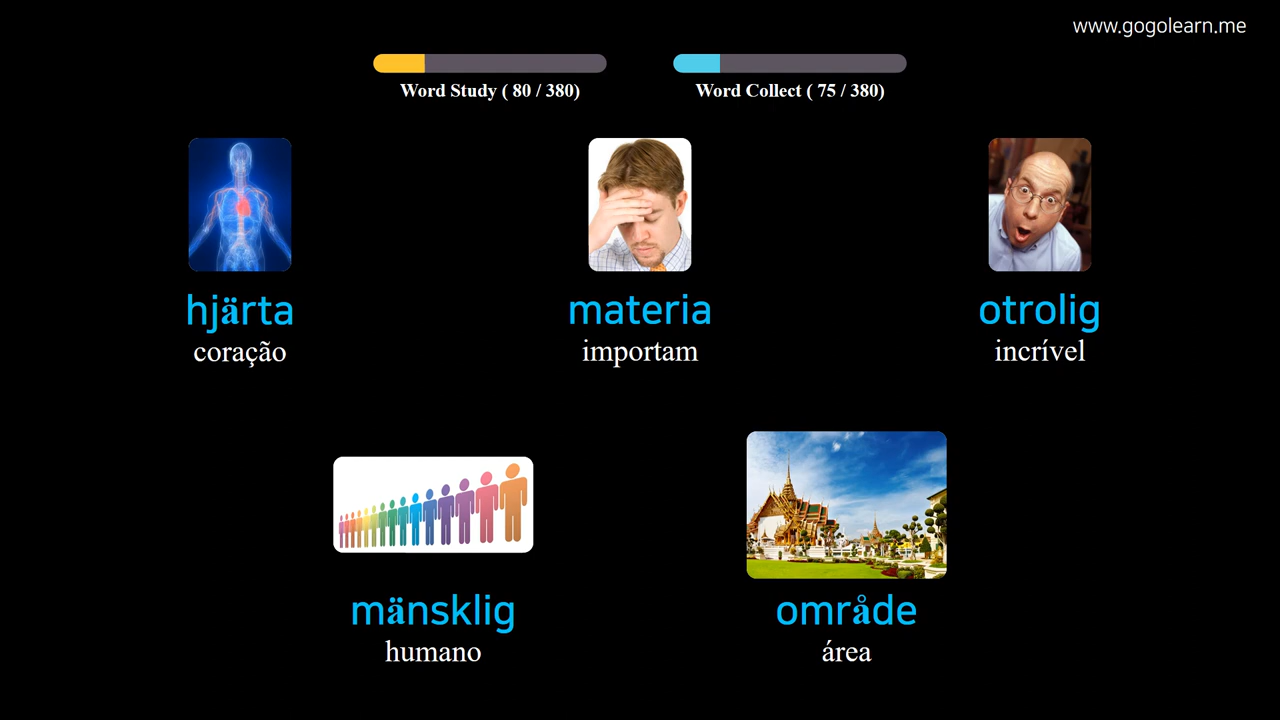 www.gogolearn.me
Word Study ( 80 / 380)
Word Collect ( 75 / 380)
hjärta
coração
materia
importam
otrolig
incrível
mänsklig
humano
område
área